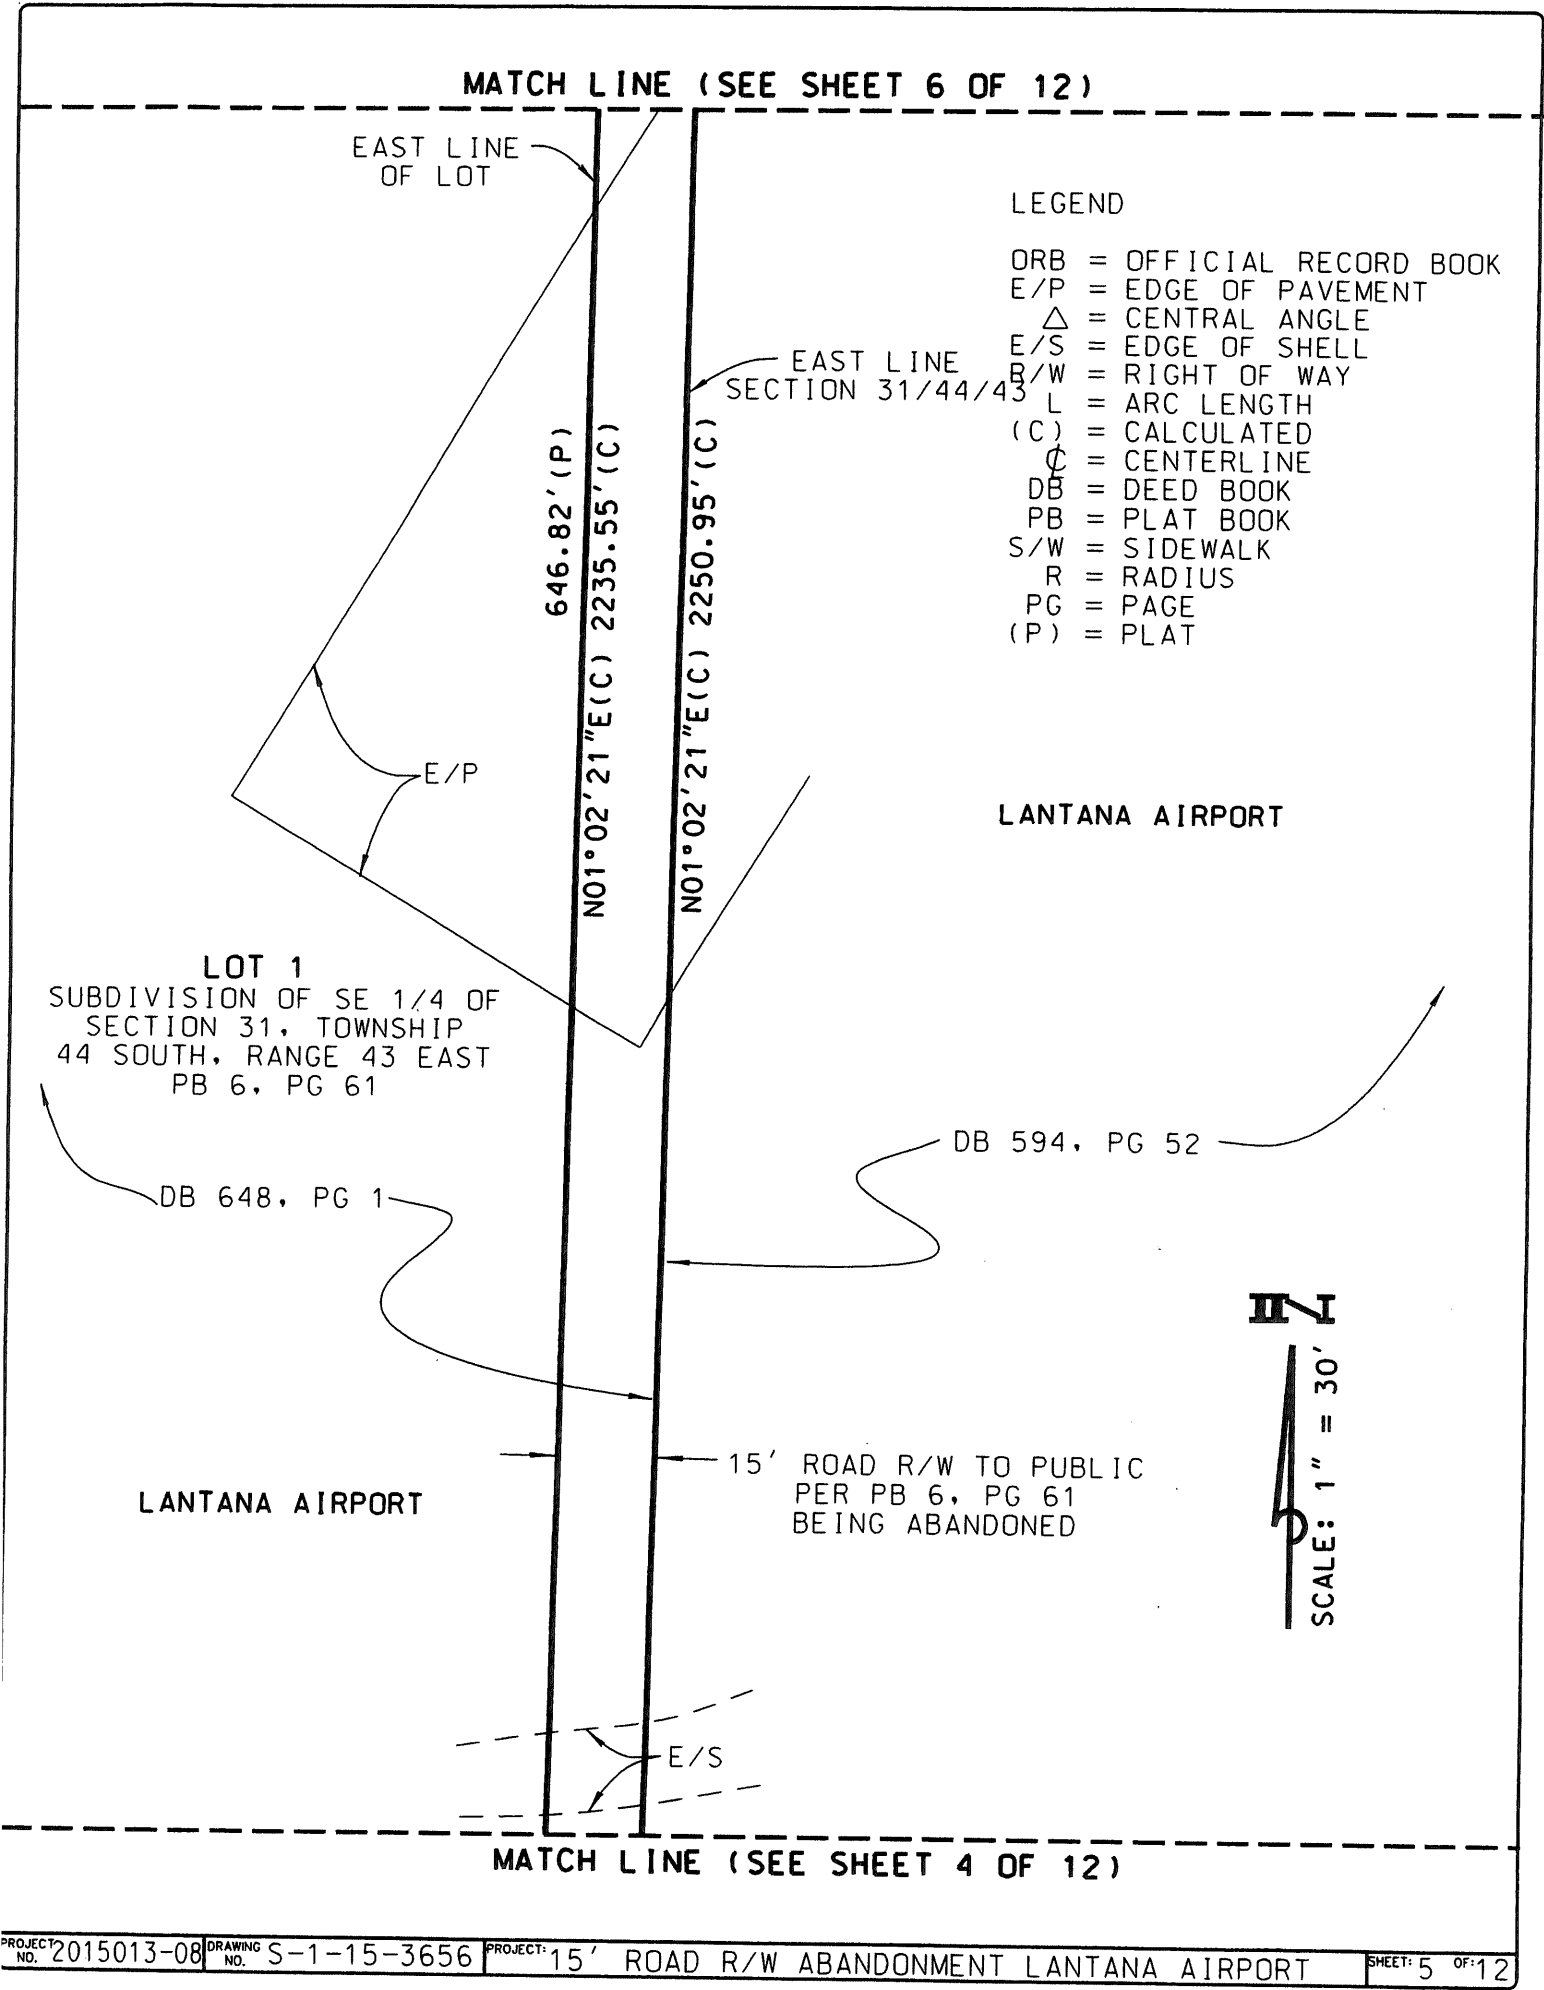 MATCH LINE (SEE SHEET 6 OF 12)
EAST LINE
OF LOT
LEGEND
ORB = OFFICIAL RECORD BOOK
E/P = EDGE OF PAVEMENT
△ = CENTRAL ANGLE
E/S = EDGE OF SHELL
R/W = RIGHT OF WAY
L = ARC LENGTH
(C) = CALCULATED
℄ = CENTERLINE
DB = DEED BOOK
PB = PLAT BOOK
S/W = SIDEWALK
R = RADIUS
PG = PAGE
(P) = PLAT
EAST LINE
SECTION 31/44/43
646.82'(P)
N01°02'21"E(C) 2235.55'(C)
N01°02'21"E(C) 2250.95'(C)
E/P
LANTANA AIRPORT
LOT 1
SUBDIVISION OF SE 1/4 OF
SECTION 31, TOWNSHIP
44 SOUTH, RANGE 43 EAST
PB 6, PG 61
DB 594, PG 52
DB 648, PG 1
N
SCALE: 1" = 30'
15' ROAD R/W TO PUBLIC
PER PB 6, PG 61
BEING ABANDONED
LANTANA AIRPORT
E/S
MATCH LINE (SEE SHEET 4 OF 12)
PROJECT NO. 2015013-08 DRAWING NO. S-1-15-3656 PROJECT: 15' ROAD R/W ABANDONMENT LANTANA AIRPORT SHEET: 5 OF: 12